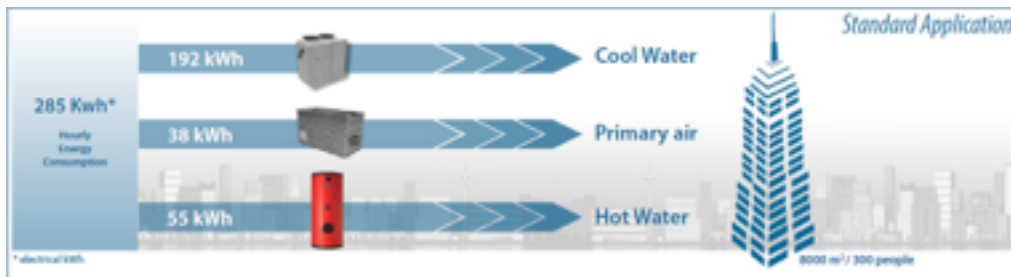 Standard Application
192 kWh
Cool Water
285 Kwh*
Hourly
Energy
Consumption
38 kWh
Primary air
55 kWh
Hot Water
* electrical kWh
8000 m² / 300 people